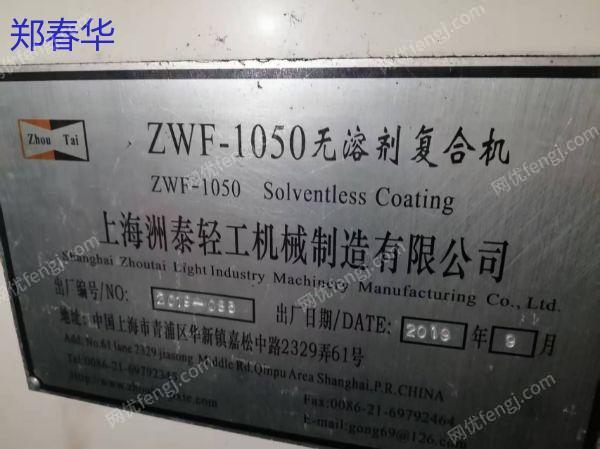 郑春华
Zhou Tai
ZWF-1050无溶剂复合机
ZWF-1050 Solventless Coating
上海洲泰轻工机械制造有限公司
Shanghai Zhoutai Light Industry Machinery Manufacturing Co., Ltd.
出厂编号/NO: 出厂日期/DATE: 2019 年 9 月
地址: 中国上海市青浦区华新镇嘉松中路2329弄61号
Add: No.61 lane 2329 jiasong Middle Rd.Qinpu Area Shanghai,P.R.CHINA
Tel:0086-21-69792345 Fax:0086-21-69792464
E-mail:gong69@126.com
网优fengj.com